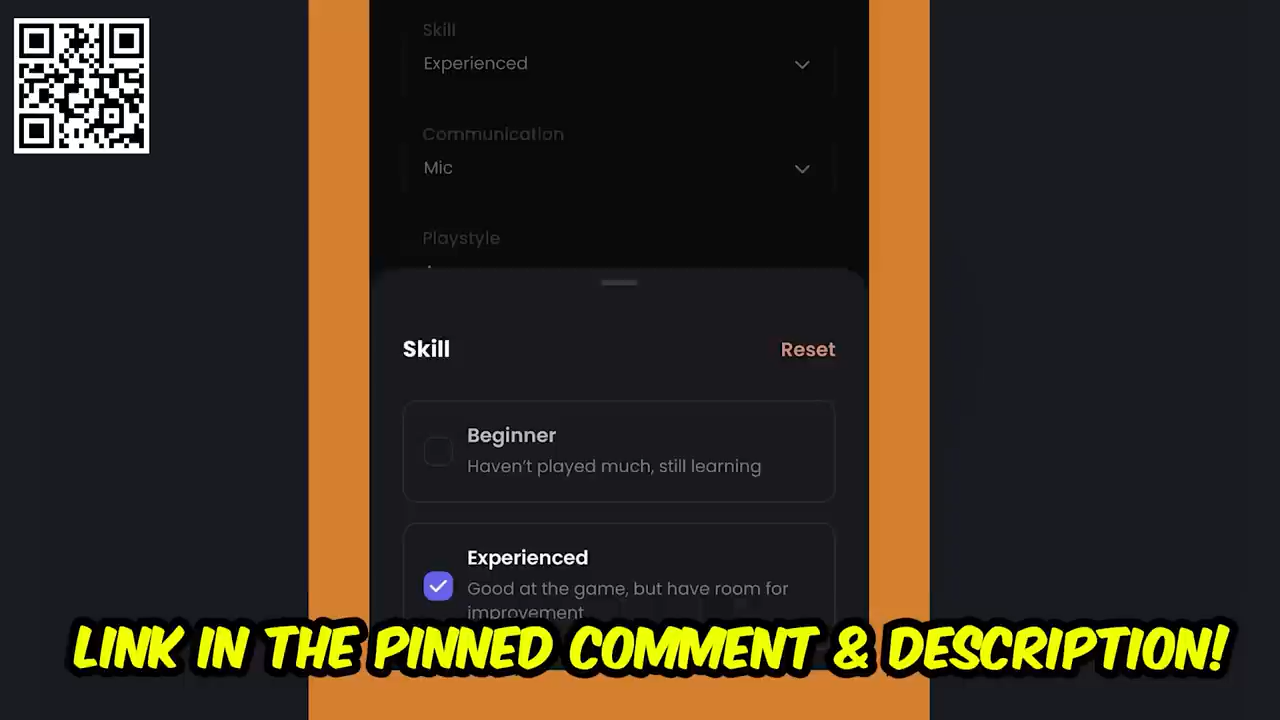 Skill
Experienced
Communication
Mic
Playstyle
Skill
Reset
Beginner
Haven't played much, still learning
Experienced
Good at the game, but have room for
improvement
LINK IN THE PINNED COMMENT & DESCRIPTION!